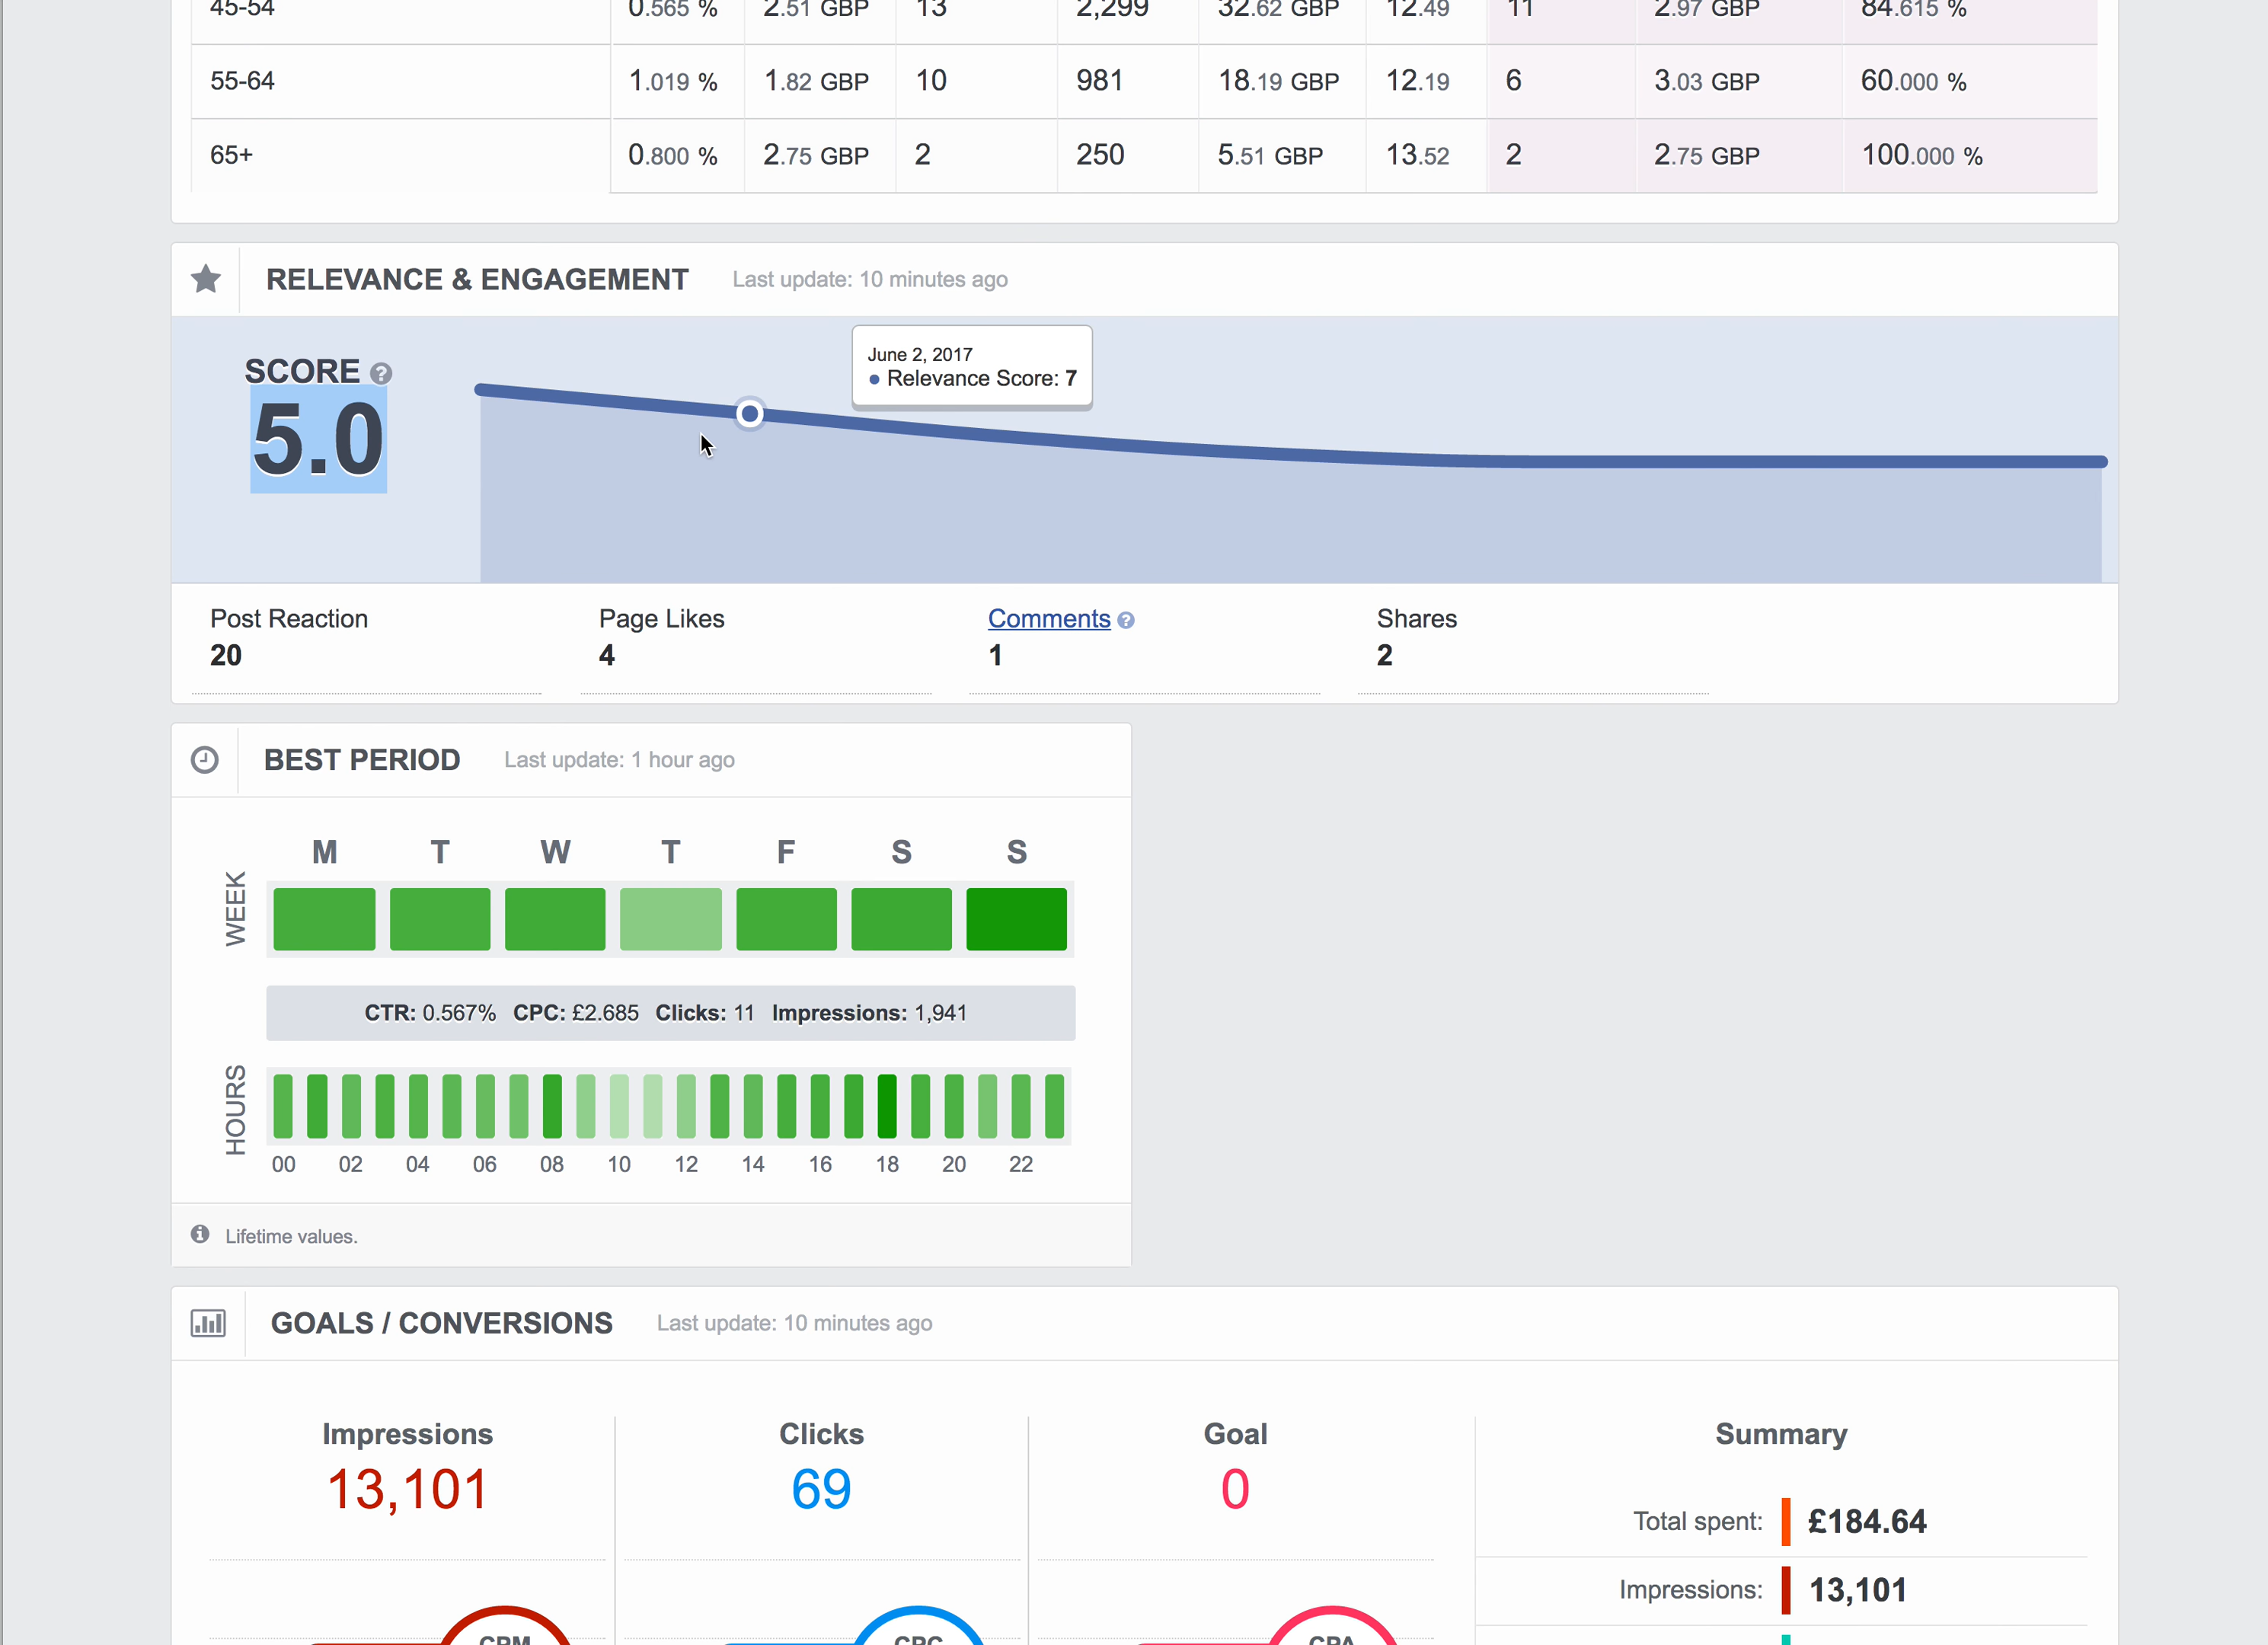 45-54 0.565 % 2.51 GBP 13 2,299 32.62 GBP 12.49 11 2.97 GBP 84.615 %
55-64 1.019 % 1.82 GBP 10 981 18.19 GBP 12.19 6 3.03 GBP 60.000 %
65+ 0.800 % 2.75 GBP 2 250 5.51 GBP 13.52 2 2.75 GBP 100.000 %
RELEVANCE & ENGAGEMENT Last update: 10 minutes ago
SCORE ?
5.0
June 2, 2017
Relevance Score: 7
Post Reaction Page Likes Comments ? Shares
20 4 1 2
BEST PERIOD Last update: 1 hour ago
M T W T F S S
WEEK
CTR: 0.567% CPC: £2.685 Clicks: 11 Impressions: 1,941
HOURS
00 02 04 06 08 10 12 14 16 18 20 22
Lifetime values.
GOALS / CONVERSIONS Last update: 10 minutes ago
Impressions Clicks Goal Summary
13,101 69 0
Total spent: £184.64
Impressions: 13,101
CPM CPC CPA